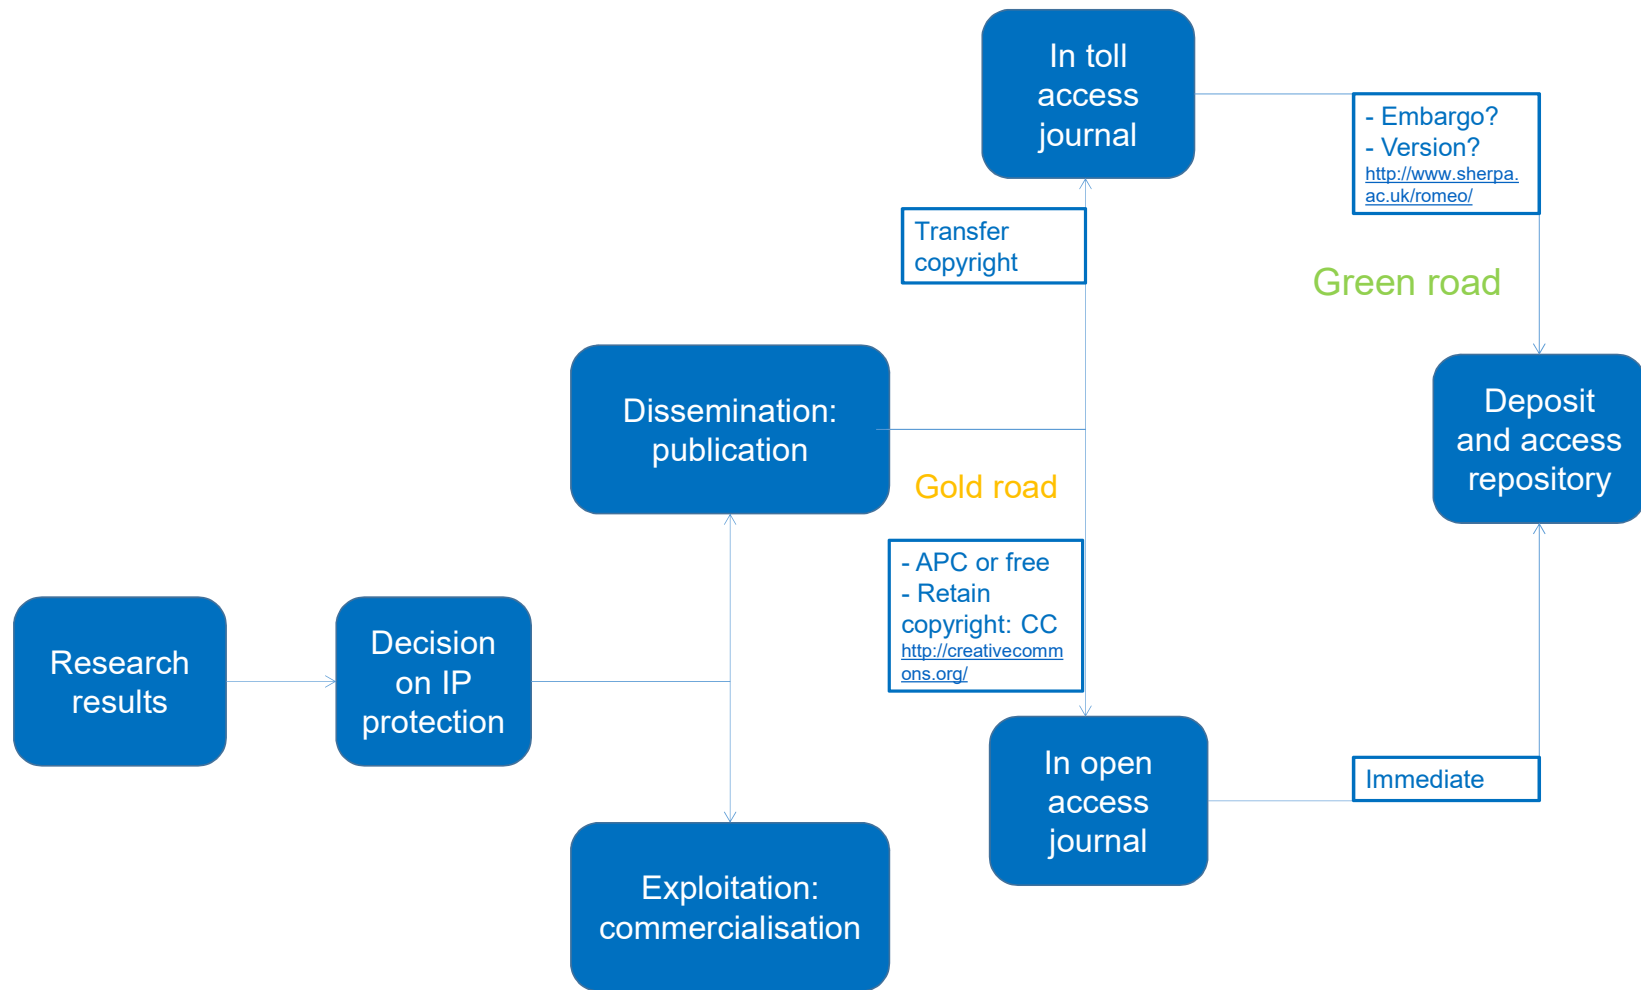 In toll
access
journal
- Embargo?
- Version?
http://www.sherpa.
ac.uk/romeo/
Transfer
copyright
Green road
Dissemination:
publication
Deposit
and access
repository
Gold road
- APC or free
- Retain
copyright: CC
http://creativecomm
ons.org/
Research
results
Decision
on IP
protection
In open
access
journal
Immediate
Exploitation:
commercialisation